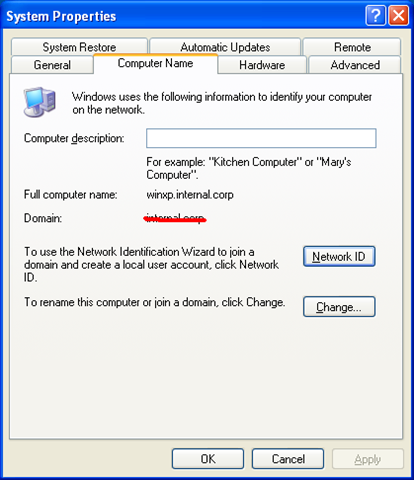 System Properties
System Restore
Automatic Updates
Remote
General
Computer Name
Hardware
Advanced
Windows uses the following information to identify your computer
on the network.
Computer description:
For example: "Kitchen Computer" or "Mary's
Computer".
Full computer name:
winxp.internal.corp
Domain:
internal.corp
To use the Network Identification Wizard to join a
domain and create a local user account, click Network
ID.
Network ID
To rename this computer or join a domain, click Change.
Change...
OK
Cancel
Apply